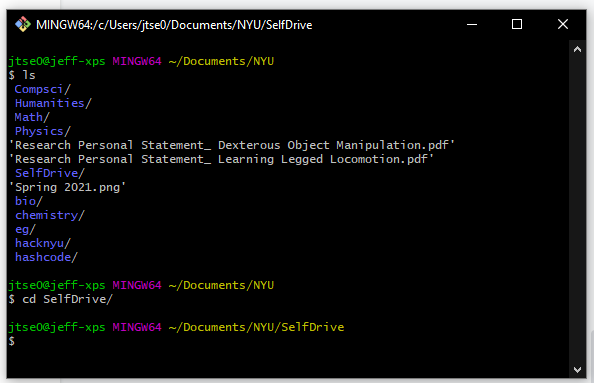 MINGW64:/c/Users/jtse0/Documents/NYU/SelfDrive
jtse0@jeff-xps MINGW64 ~/Documents/NYU
$ ls
Compsci/
Humanities/
Math/
Physics/
'Research Personal Statement_ Dexterous Object Manipulation.pdf'
'Research Personal Statement_ Learning Legged Locomotion.pdf'
SelfDrive/
'Spring 2021.png'
bio/
chemistry/
eg/
hacknyu/
hashcode/
jtse0@jeff-xps MINGW64 ~/Documents/NYU
$ cd SelfDrive/
jtse0@jeff-xps MINGW64 ~/Documents/NYU/SelfDrive
$